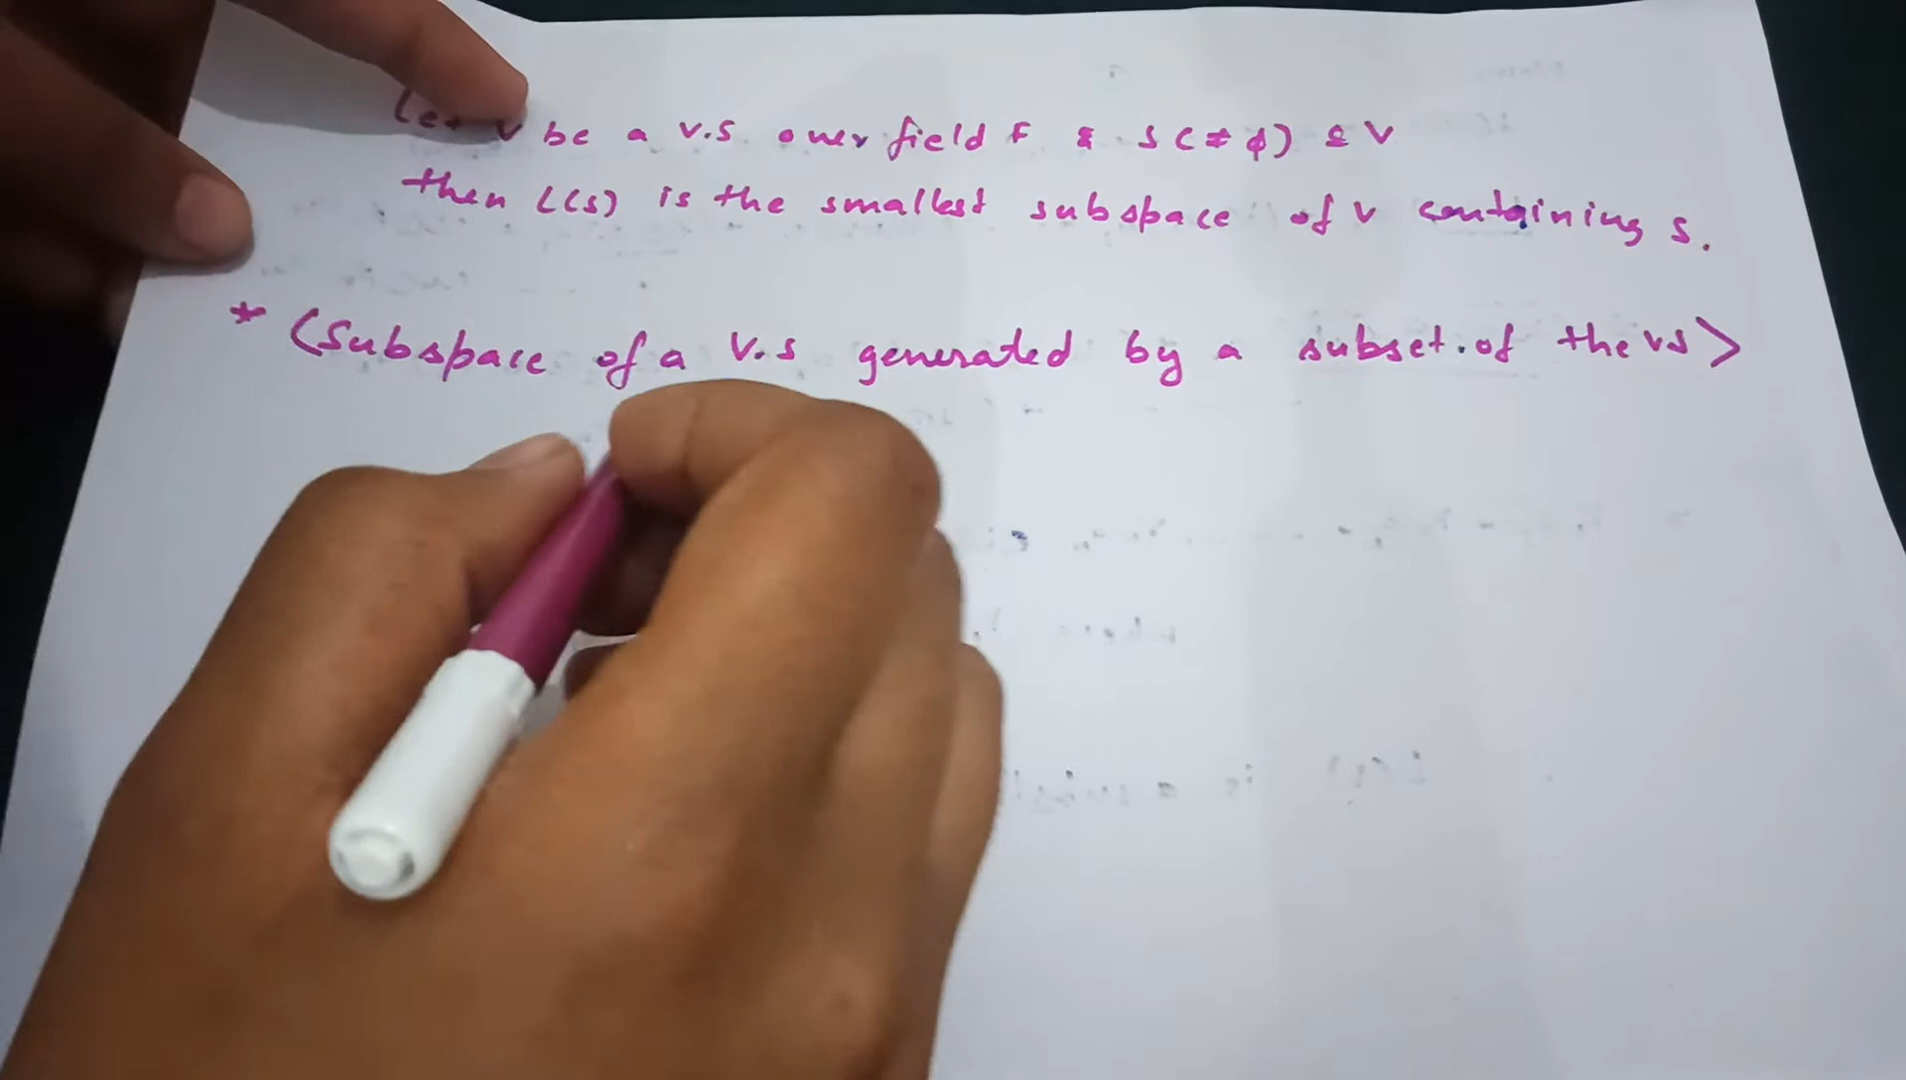 Let V be a V.S over field F & S(≠ φ) ⊆ V
then L(S) is the smallest subspace of V containing S.
* (Subspace of a V.S generated by a subset of the VS>